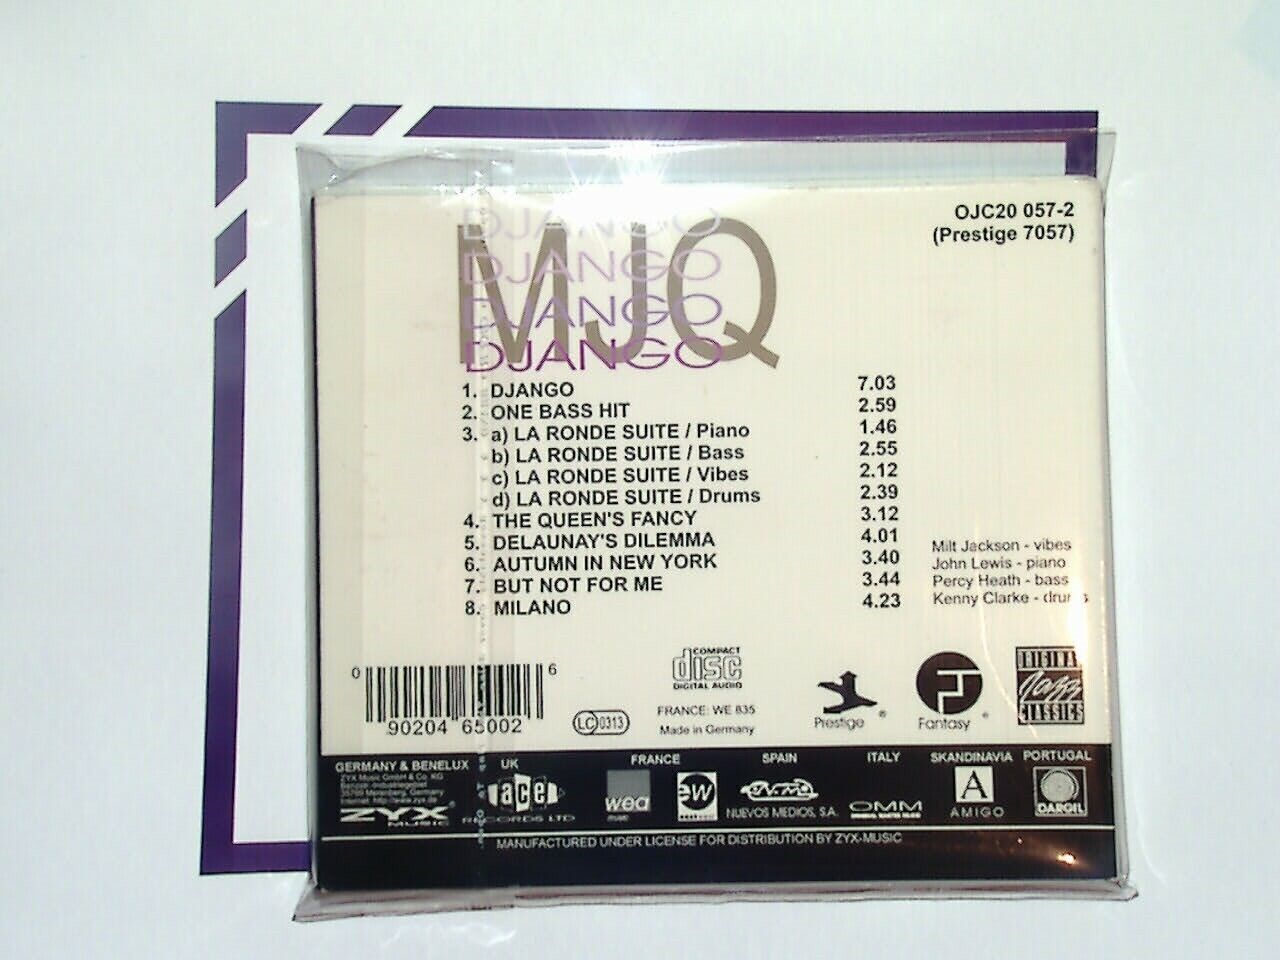 OJC20 057-2
(Prestige 7057)
MJQ
DJANGO
DJANGO
DJANGO
DJANGO
1. DJANGO 7.03
2. ONE BASS HIT 2.59
3. a) LA RONDE SUITE / Piano 1.46
b) LA RONDE SUITE / Bass 2.55
c) LA RONDE SUITE / Vibes 2.12
d) LA RONDE SUITE / Drums 2.39
4. THE QUEEN'S FANCY 3.12
5. DELAUNAY'S DILEMMA 4.01
6. AUTUMN IN NEW YORK 3.40
7. BUT NOT FOR ME 3.44
8. MILANO 4.23
Milt Jackson - vibes
John Lewis - piano
Percy Heath - bass
Kenny Clarke - drums
0 90204 65002 6
COMPACT
disc
DIGITAL AUDIO
LC 0313
FRANCE: WE 835
Made in Germany
Prestige ®
Fantasy ®
ORIGINAL
Jazz
CLASSICS
GERMANY & BENELUX
ZYX Music GmbH & Co. KG
ZYX ®
MUSIC
UK
ace
RECORDS LTD
FRANCE
wea
music
ew
SPAIN
NUEVOS MEDIOS, S.A.
ITALY
OMM
SKANDINAVIA
A
AMIGO
PORTUGAL
DARGIL
MANUFACTURED UNDER LICENSE FOR DISTRIBUTION BY ZYX-MUSIC